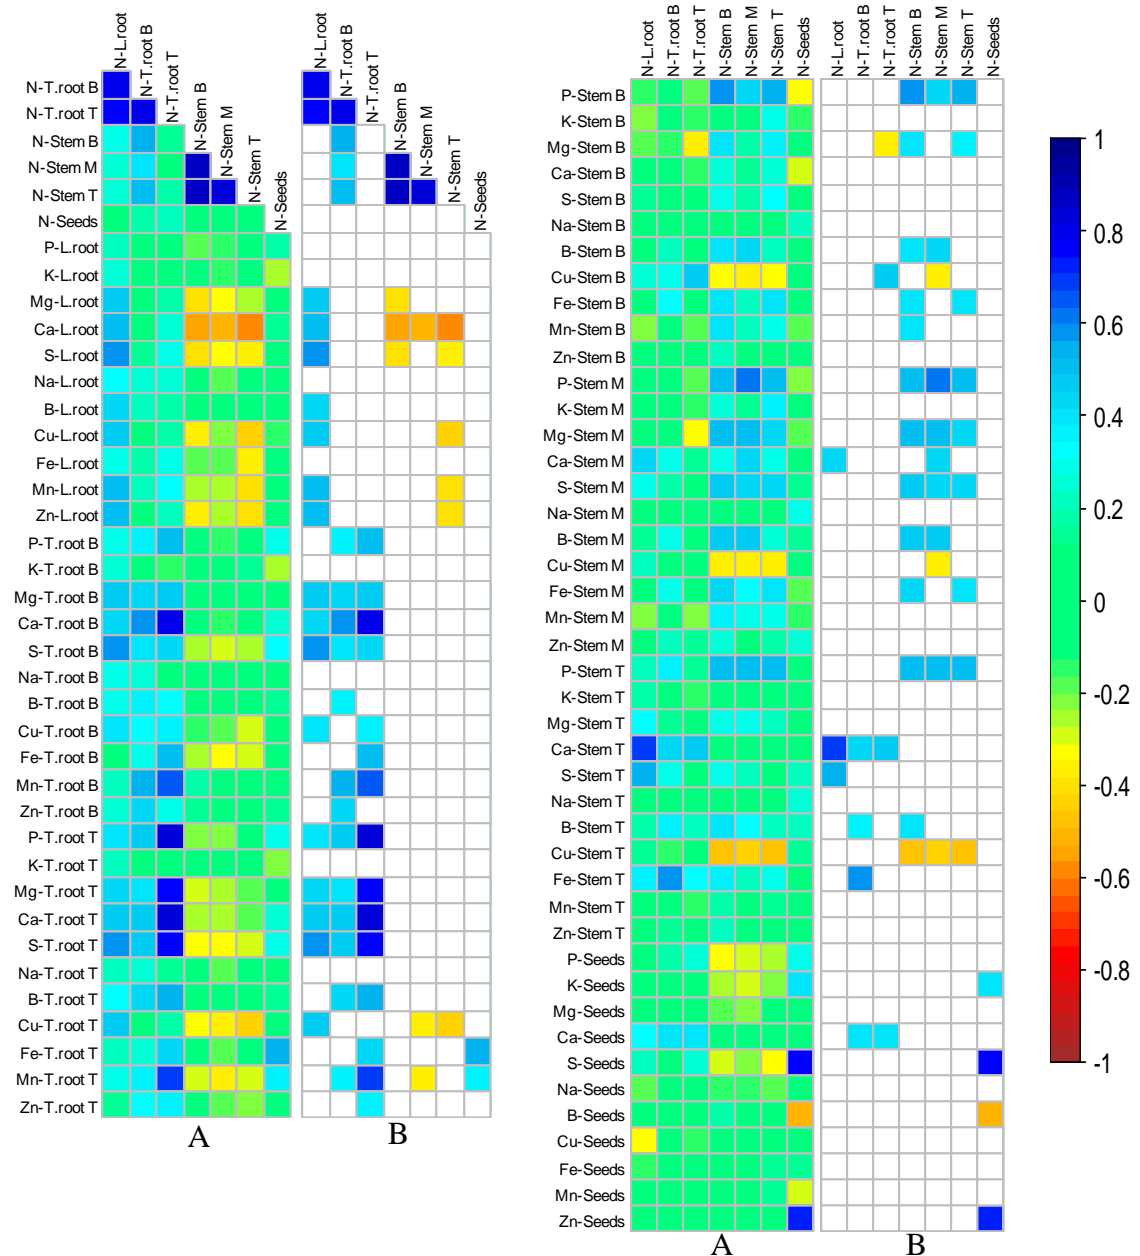 N-L.root
N-T.root B
N-T.root T
N-Stem B
N-Stem M
N-Stem T
N-Seeds
N-L.root
N-T.root B
N-T.root T
N-Stem B
N-Stem M
N-Stem T
N-Seeds
N-T.root B
N-T.root T
N-Stem B
N-Stem M
N-Stem T
N-Seeds
P-L.root
K-L.root
Mg-L.root
Ca-L.root
S-L.root
Na-L.root
B-L.root
Cu-L.root
Fe-L.root
Mn-L.root
Zn-L.root
P-T.root B
K-T.root B
Mg-T.root B
Ca-T.root B
S-T.root B
Na-T.root B
B-T.root B
Cu-T.root B
Fe-T.root B
Mn-T.root B
Zn-T.root B
P-T.root T
K-T.root T
Mg-T.root T
Ca-T.root T
S-T.root T
Na-T.root T
B-T.root T
Cu-T.root T
Fe-T.root T
Mn-T.root T
Zn-T.root T
A
B
N-L.root
N-T.root B
N-T.root T
N-Stem B
N-Stem M
N-Stem T
N-Seeds
N-L.root
N-T.root B
N-T.root T
N-Stem B
N-Stem M
N-Stem T
N-Seeds
P-Stem B
K-Stem B
Mg-Stem B
Ca-Stem B
S-Stem B
Na-Stem B
B-Stem B
Cu-Stem B
Fe-Stem B
Mn-Stem B
Zn-Stem B
P-Stem M
K-Stem M
Mg-Stem M
Ca-Stem M
S-Stem M
Na-Stem M
B-Stem M
Cu-Stem M
Fe-Stem M
Mn-Stem M
Zn-Stem M
P-Stem T
K-Stem T
Mg-Stem T
Ca-Stem T
S-Stem T
Na-Stem T
B-Stem T
Cu-Stem T
Fe-Stem T
Mn-Stem T
Zn-Stem T
P-Seeds
K-Seeds
Mg-Seeds
Ca-Seeds
S-Seeds
Na-Seeds
B-Seeds
Cu-Seeds
Fe-Seeds
Mn-Seeds
Zn-Seeds
A
B
1
0.8
0.6
0.4
0.2
0
-0.2
-0.4
-0.6
-0.8
-1